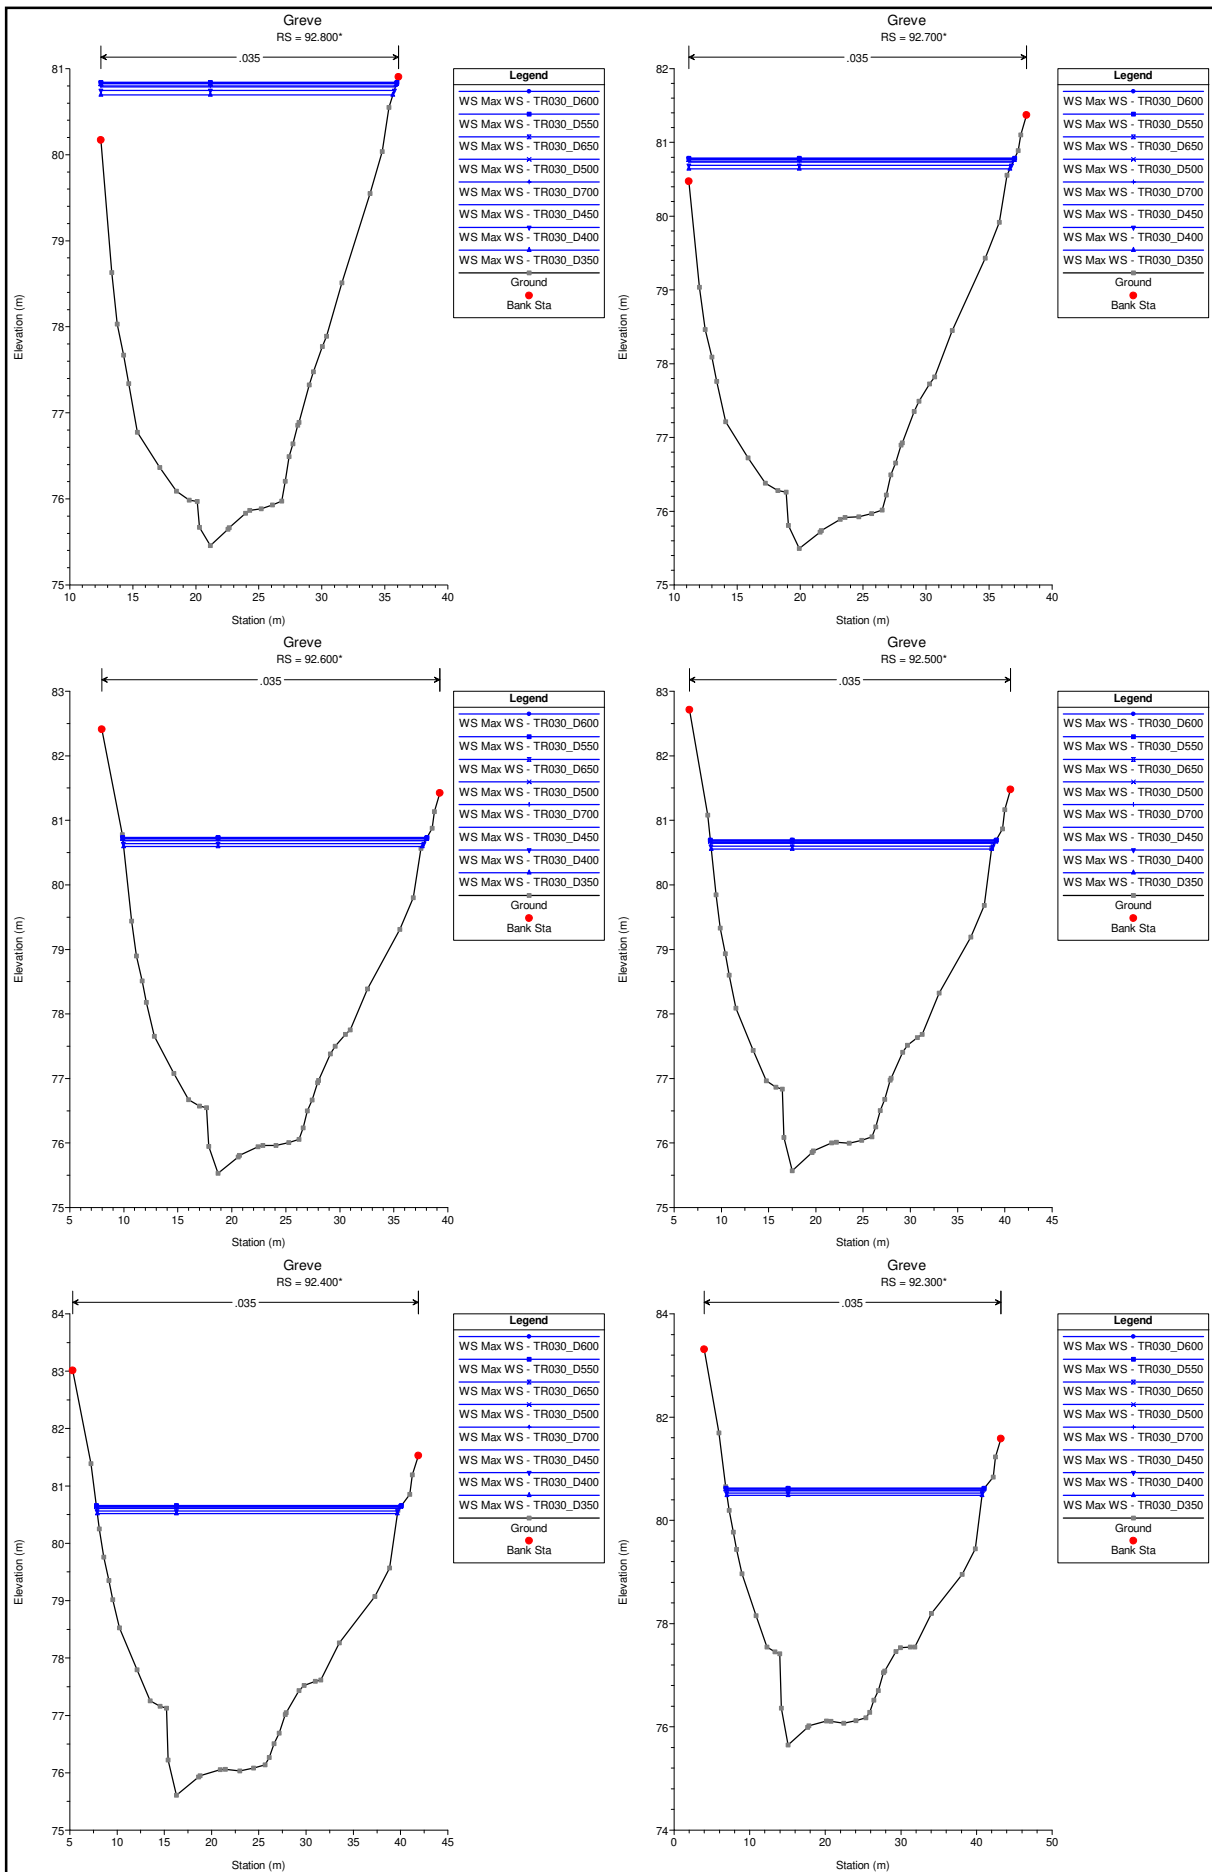 Greve
RS = 92.800*
.035
81
80
79
78
77
76
75
10
15
20
25
30
35
40
Elevation (m)
Station (m)
Legend
WS Max WS - TR030_D600
WS Max WS - TR030_D550
WS Max WS - TR030_D650
WS Max WS - TR030_D500
WS Max WS - TR030_D700
WS Max WS - TR030_D450
WS Max WS - TR030_D400
WS Max WS - TR030_D350
Ground
Bank Sta
Greve
RS = 92.700*
.035
82
81
80
79
78
77
76
75
10
15
20
25
30
35
40
Elevation (m)
Station (m)
Legend
WS Max WS - TR030_D600
WS Max WS - TR030_D550
WS Max WS - TR030_D650
WS Max WS - TR030_D500
WS Max WS - TR030_D700
WS Max WS - TR030_D450
WS Max WS - TR030_D400
WS Max WS - TR030_D350
Ground
Bank Sta
Greve
RS = 92.600*
.035
83
82
81
80
79
78
77
76
75
5
10
15
20
25
30
35
40
Elevation (m)
Station (m)
Legend
WS Max WS - TR030_D600
WS Max WS - TR030_D550
WS Max WS - TR030_D650
WS Max WS - TR030_D500
WS Max WS - TR030_D700
WS Max WS - TR030_D450
WS Max WS - TR030_D400
WS Max WS - TR030_D350
Ground
Bank Sta
Greve
RS = 92.500*
.035
83
82
81
80
79
78
77
76
75
5
10
15
20
25
30
35
40
45
Elevation (m)
Station (m)
Legend
WS Max WS - TR030_D600
WS Max WS - TR030_D550
WS Max WS - TR030_D650
WS Max WS - TR030_D500
WS Max WS - TR030_D700
WS Max WS - TR030_D450
WS Max WS - TR030_D400
WS Max WS - TR030_D350
Ground
Bank Sta
Greve
RS = 92.400*
.035
84
83
82
81
80
79
78
77
76
75
5
10
15
20
25
30
35
40
45
Elevation (m)
Station (m)
Legend
WS Max WS - TR030_D600
WS Max WS - TR030_D550
WS Max WS - TR030_D650
WS Max WS - TR030_D500
WS Max WS - TR030_D700
WS Max WS - TR030_D450
WS Max WS - TR030_D400
WS Max WS - TR030_D350
Ground
Bank Sta
Greve
RS = 92.300*
.035
84
82
80
78
76
74
0
10
20
30
40
50
Elevation (m)
Station (m)
Legend
WS Max WS - TR030_D600
WS Max WS - TR030_D550
WS Max WS - TR030_D650
WS Max WS - TR030_D500
WS Max WS - TR030_D700
WS Max WS - TR030_D450
WS Max WS - TR030_D400
WS Max WS - TR030_D350
Ground
Bank Sta